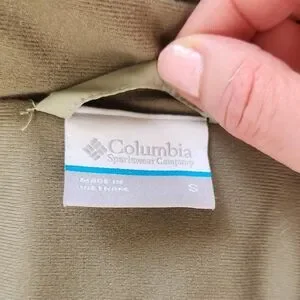 Columbia
Sportswear Company
MADE IN
VIETNAM
S